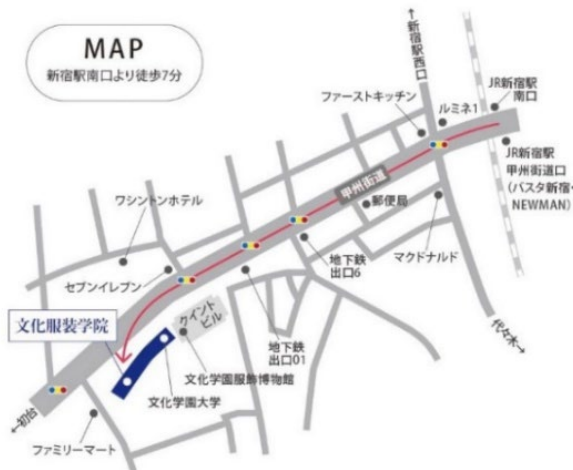 MAP
新宿駅南口より徒歩7分
←新宿駅西口
ファーストキッチン
ルミネ1
JR新宿駅
南口
JR新宿駅
甲州街道口
(バスタ新宿・
NEWMAN)
甲州街道
郵便局
マクドナルド
ワシントンホテル
セブンイレブン
地下鉄
出口6
地下鉄
出口01
代々木→
文化服装学院
クイント
ビル
文化学園服飾博物館
文化学園大学
←初台
ファミリーマート